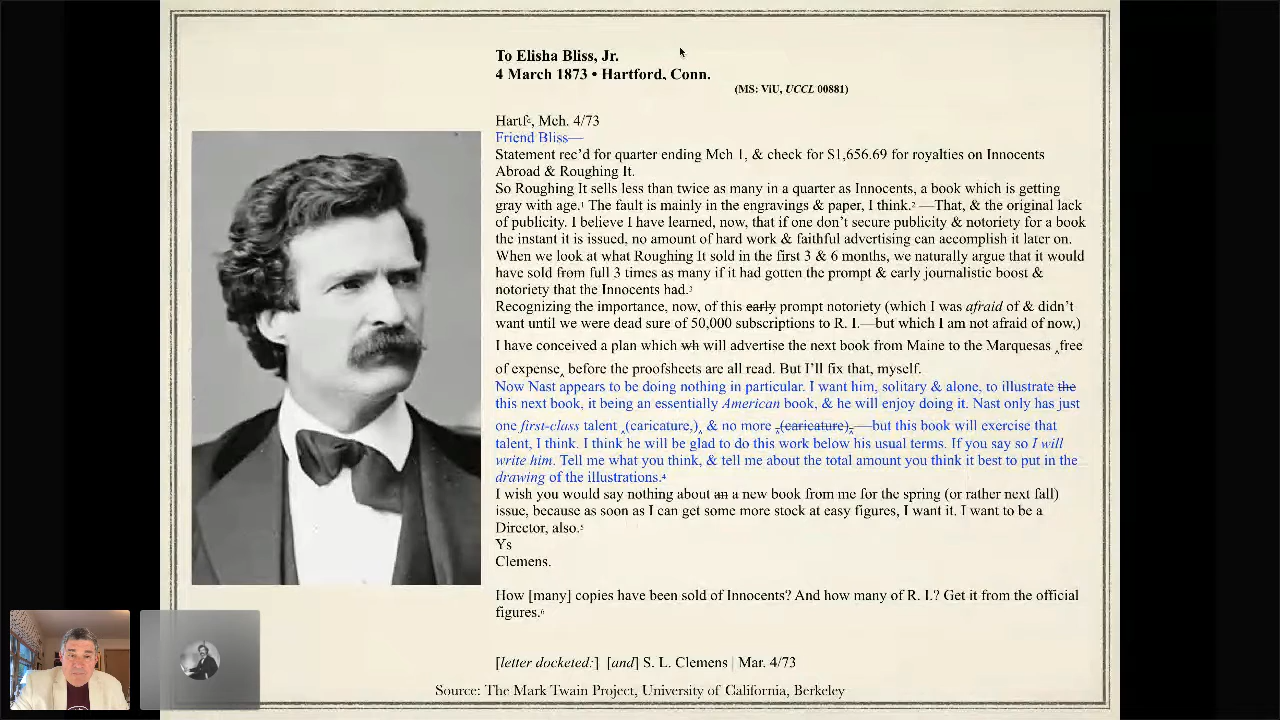 To Elisha Bliss, Jr.
4 March 1873 • Hartford, Conn.
(MS: ViU, UCCL 00881)
Hartfd, Mch. 4/73
Friend Bliss—
Statement rec’d for quarter ending Mch 1, & check for $1,656.69 for royalties on Innocents
Abroad & Roughing It.
So Roughing It sells less than twice as many in a quarter as Innocents, a book which is getting
gray with age.1 The fault is mainly in the engravings & paper, I think.2 —That, & the original lack
of publicity. I believe I have learned, now, that if one don’t secure publicity & notoriety for a book
the instant it is issued, no amount of hard work & faithful advertising can accomplish it later on.
When we look at what Roughing It sold in the first 3 & 6 months, we naturally argue that it would
have sold from full 3 times as many if it had gotten the prompt & early journalistic boost &
notoriety that the Innocents had.3
Recognizing the importance, now, of this early prompt notoriety (which I was afraid of & didn’t
want until we were dead sure of 50,000 subscriptions to R. I.—but which I am not afraid of now,)
I have conceived a plan which wh will advertise the next book from Maine to the Marquesas ‸free
of expense‸ before the proofsheets are all read. But I’ll fix that, myself.
Now Nast appears to be doing nothing in particular. I want him, solitary & alone, to illustrate the
this next book, it being an essentially American book, & he will enjoy doing it. Nast only has just
one first-class talent ‸(caricature,)‸ & no more ‸(caricature)‸—but this book will exercise that
talent, I think. I think he will be glad to do this work below his usual terms. If you say so I will
write him. Tell me what you think, & tell me about the total amount you think it best to put in the
drawing of the illustrations.4
I wish you would say nothing about an a new book from me for the spring (or rather next fall)
issue, because as soon as I can get some more stock at easy figures, I want it. I want to be a
Director, also.5
Ys
Clemens.
How [many] copies have been sold of Innocents? And how many of R. I.? Get it from the official
figures.6
[letter docketed:] [and] S. L. Clemens | Mar. 4/73
Source: The Mark Twain Project, University of California, Berkeley